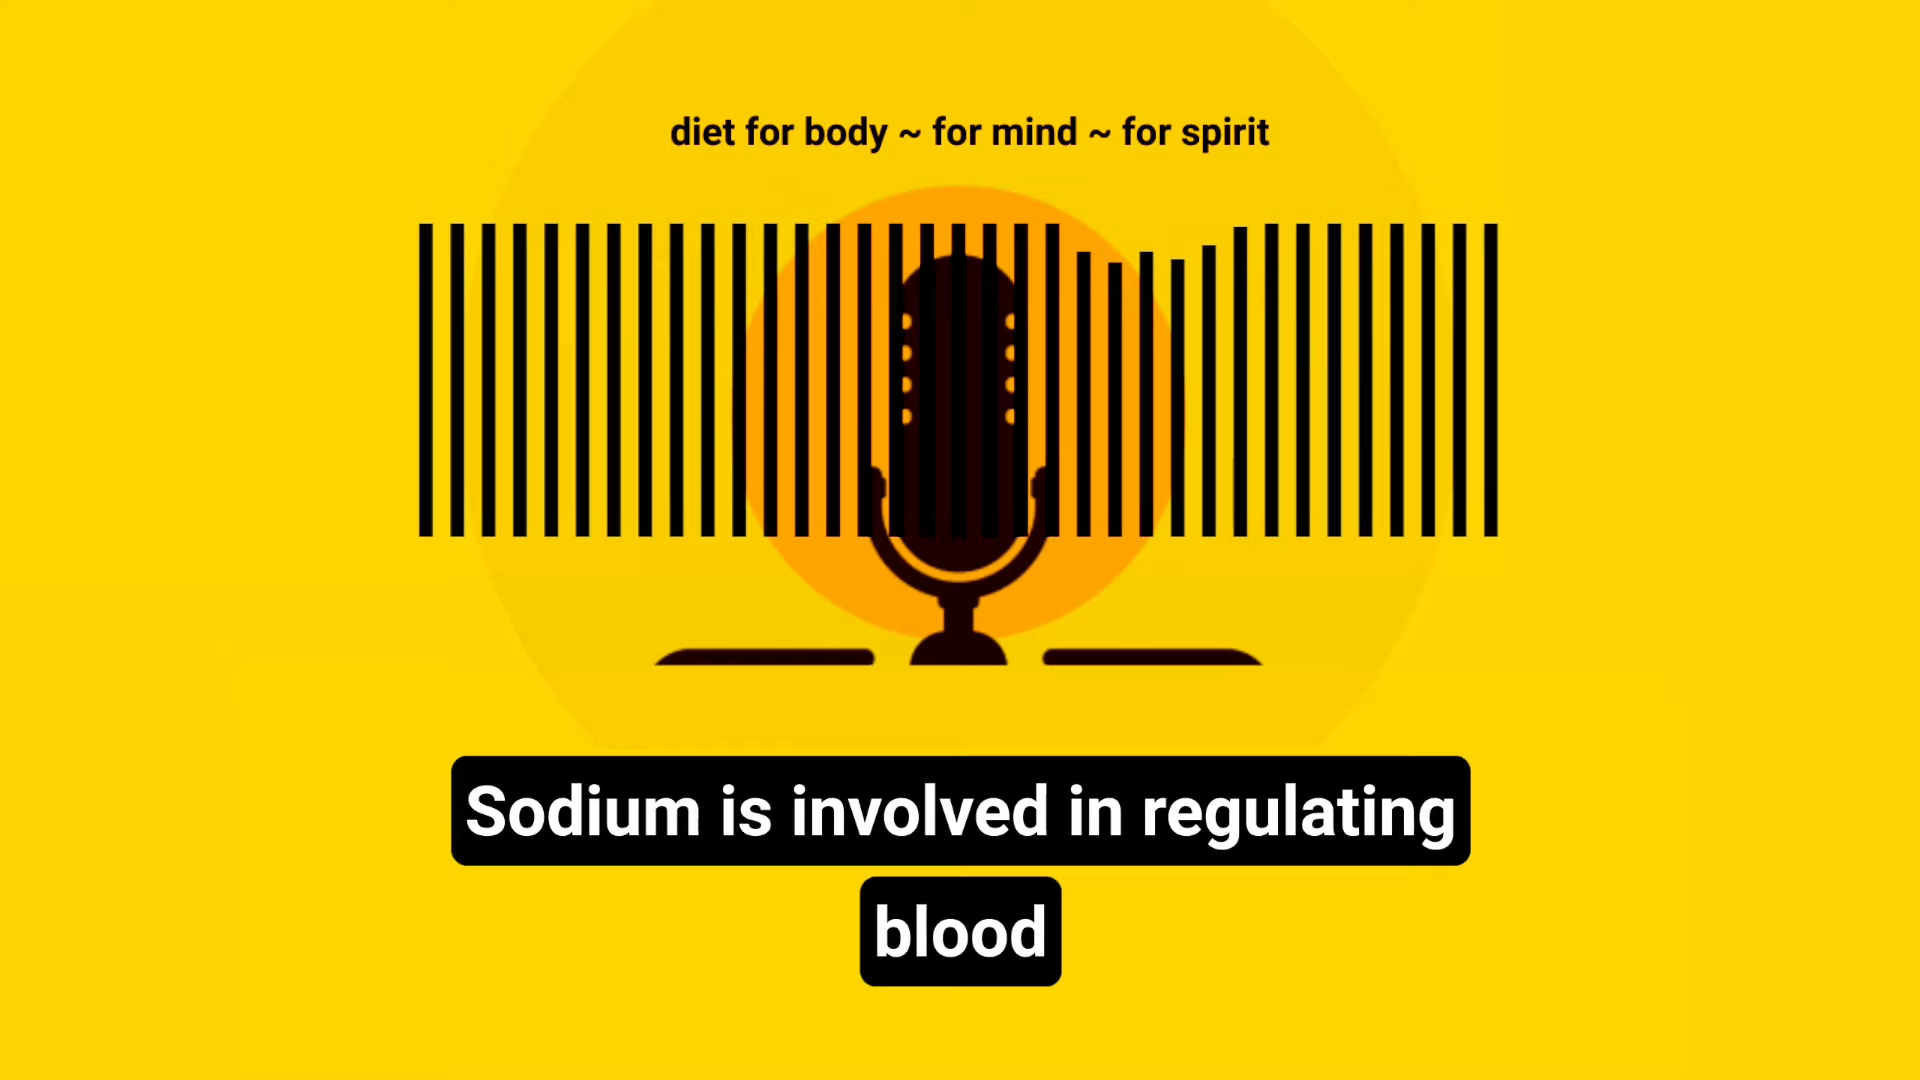 diet for body ~ for mind ~ for spirit
Sodium is involved in regulating
blood